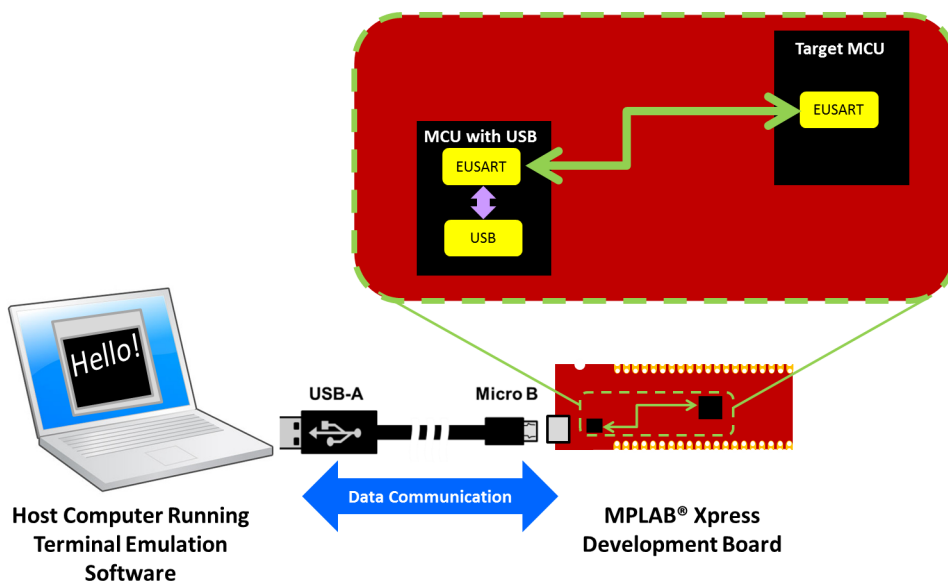 Target MCU
EUSART
MCU with USB
EUSART
USB
Hello!
USB-A
Micro B
Data Communication
Host Computer Running
Terminal Emulation
Software
MPLAB® Xpress
Development Board